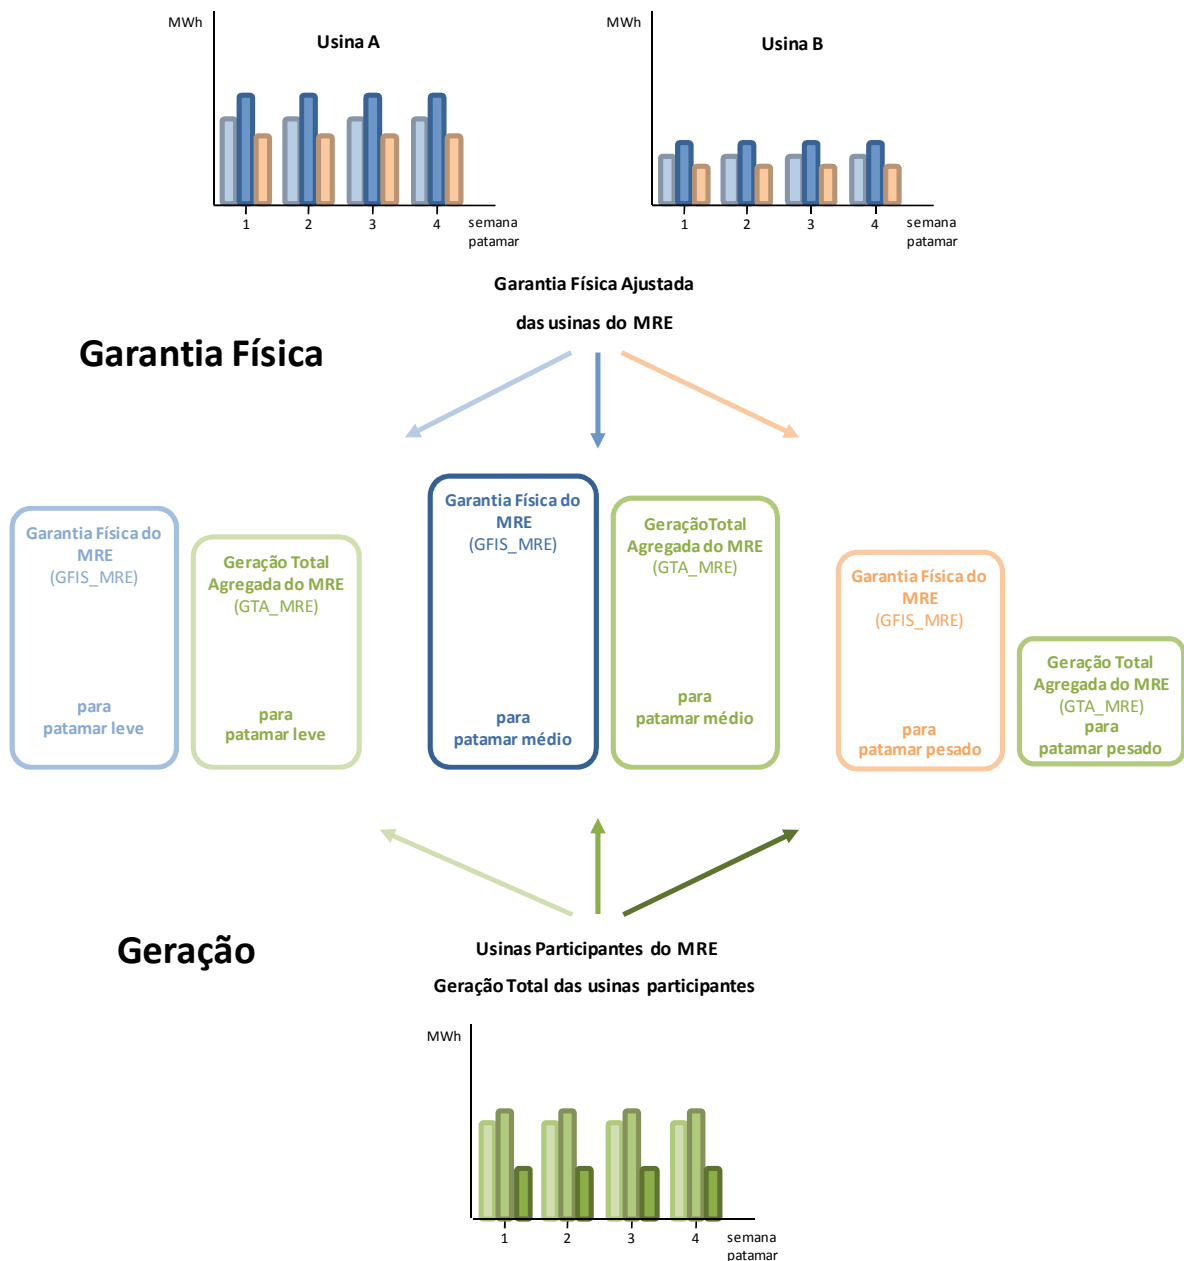 MWh
Usina A
1
2
3
4
semana
patamar
MWh
Usina B
1
2
3
4
semana
patamar
Garantia Física Ajustada
das usinas do MRE
Garantia Física
Garantia Física do
MRE
(GFIS_MRE)
para
patamar leve
Geração Total
Agregada do MRE
(GTA_MRE)
para
patamar leve
Garantia Física do
MRE
(GFIS_MRE)
para
patamar médio
GeraçãoTotal
Agregada do MRE
(GTA_MRE)
para
patamar médio
Garantia Física do
MRE
(GFIS_MRE)
para
patamar pesado
Geração Total
Agregada do MRE
(GTA_MRE)
para
patamar pesado
Geração
Usinas Participantes do MRE
Geração Total das usinas participantes
MWh
1
2
3
4
semana
patamar